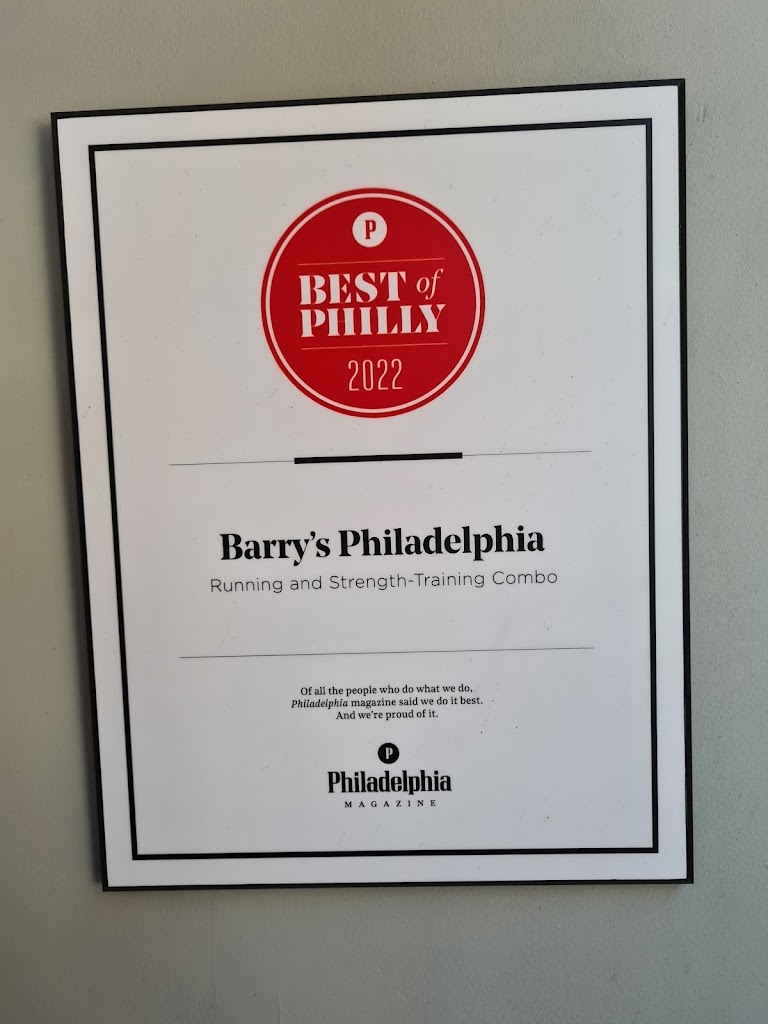 P
BEST of
PHILLY
2022
Barry's Philadelphia
Running and Strength-Training Combo
Of all the people who do what we do,
Philadelphia magazine said we do it best.
And we're proud of it.
P
Philadelphia
MAGAZINE